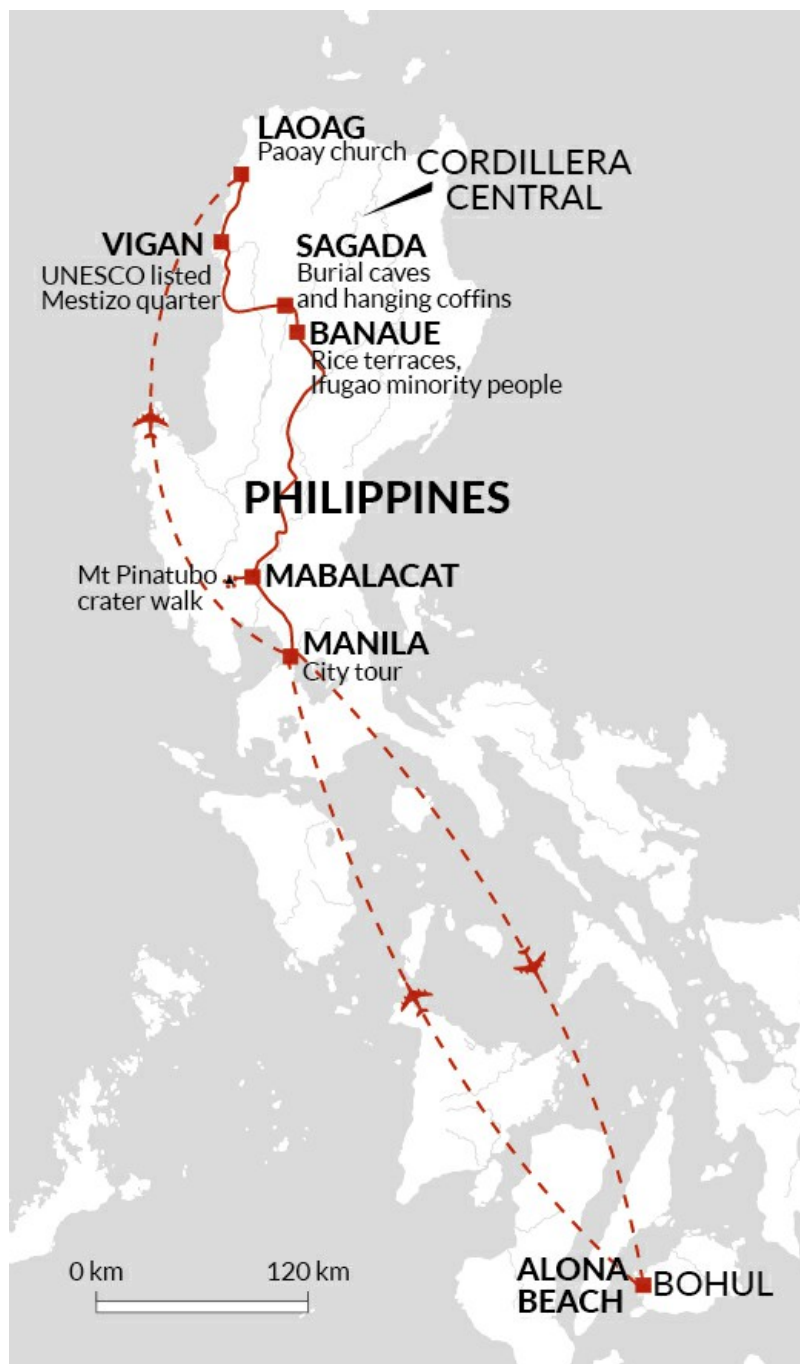 LAOAG
Paoay church
CORDILLERA
CENTRAL
VIGAN
UNESCO listed
Mestizo quarter
SAGADA
Burial caves
and hanging coffins
BANAUE
Rice terraces,
Ifugao minority people
PHILIPPINES
Mt Pinatubo
crater walk
MABALACAT
MANILA
City tour
0 km
120 km
ALONA
BEACH
BOHUL